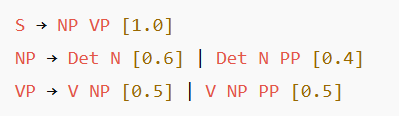 S → NP VP [1.0]
NP → Det N [0.6] | Det N PP [0.4]
VP → V NP [0.5] | V NP PP [0.5]